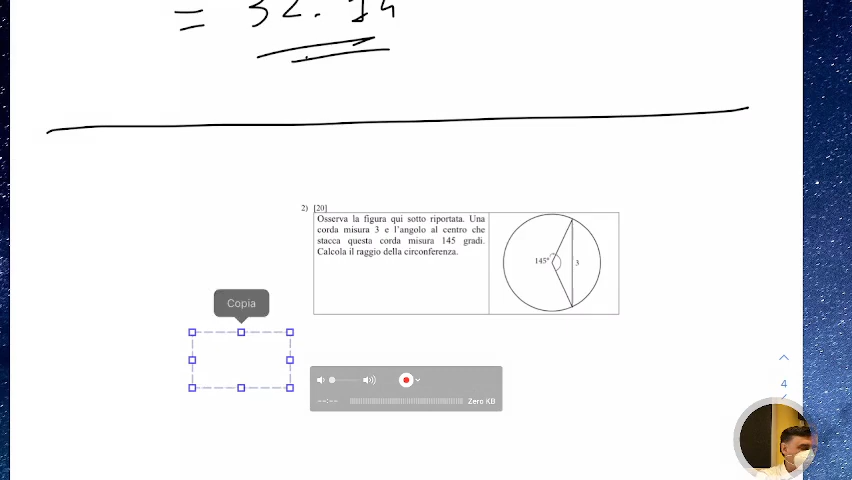 = 32.14
2) [20]
Osserva la figura qui sotto riportata. Una
corda misura 3 e l'angolo al centro che
stacca questa corda misura 145 gradi.
Calcola il raggio della circonferenza.
145°
3
Copia
--:--
Zero KB
4